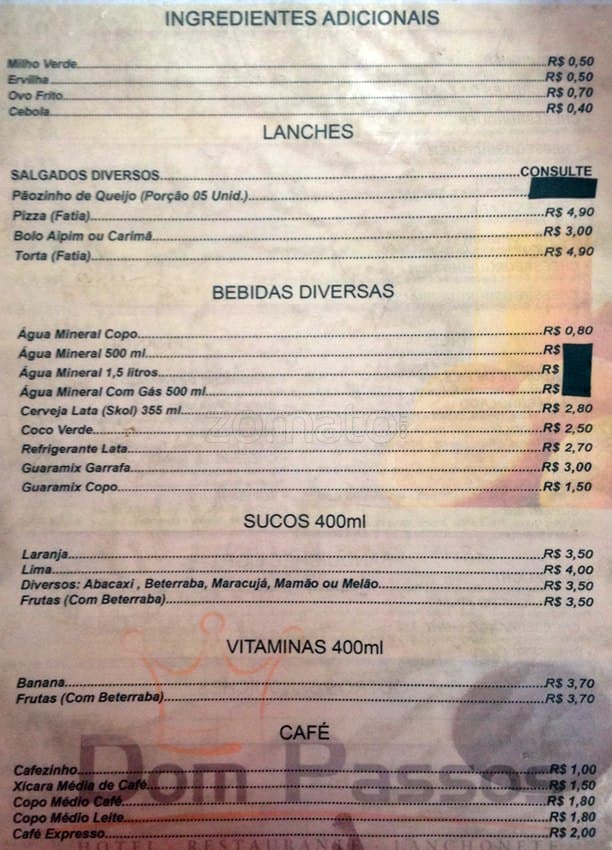 INGREDIENTES ADICIONAIS
Milho Verde R$ 0,50
Ervilha R$ 0,50
Ovo Frito R$ 0,70
Cebola R$ 0,40
LANCHES
SALGADOS DIVERSOS CONSULTE
Pãozinho de Queijo (Porção 05 Unid.)
Pizza (Fatia) R$ 4,90
Bolo Aipim ou Carimã R$ 3,00
Torta (Fatia) R$ 4,90
BEBIDAS DIVERSAS
Água Mineral Copo R$ 0,80
Água Mineral 500 ml R$
Água Mineral 1,5 litros R$
Água Mineral Com Gás 500 ml R$
Cerveja Lata (Skol) 355 ml R$ 2,80
zomato
Coco Verde R$ 2,50
Refrigerante Lata R$ 2,70
Guaramix Garrafa R$ 3,00
Guaramix Copo R$ 1,50
SUCOS 400ml
Laranja R$ 3,50
Lima R$ 4,00
Diversos: Abacaxi , Beterraba, Maracujá, Mamão ou Melão R$ 3,50
Frutas (Com Beterraba) R$ 3,50
VITAMINAS 400ml
Banana R$ 3,70
Frutas (Com Beterraba) R$ 3,70
CAFÉ
Cafezinho R$ 1,00
Dom Passos
Xícara Média de Café R$ 1,50
Copo Médio Café R$ 1,80
Copo Médio Leite R$ 1,80
Café Expresso R$ 2,00
HOTEL - RESTAURANTE - LANCHONETE